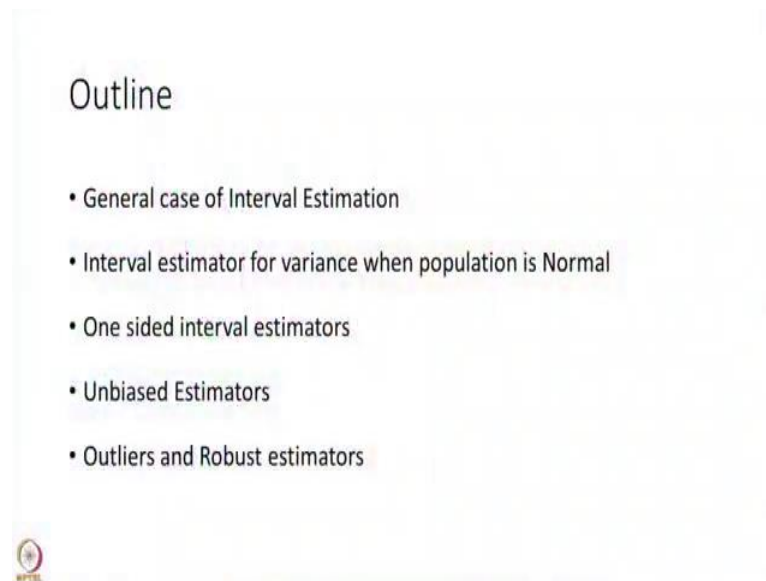 Outline
• General case of Interval Estimation
• Interval estimator for variance when population is Normal
• One sided interval estimators
• Unbiased Estimators
• Outliers and Robust estimators
NPTEL